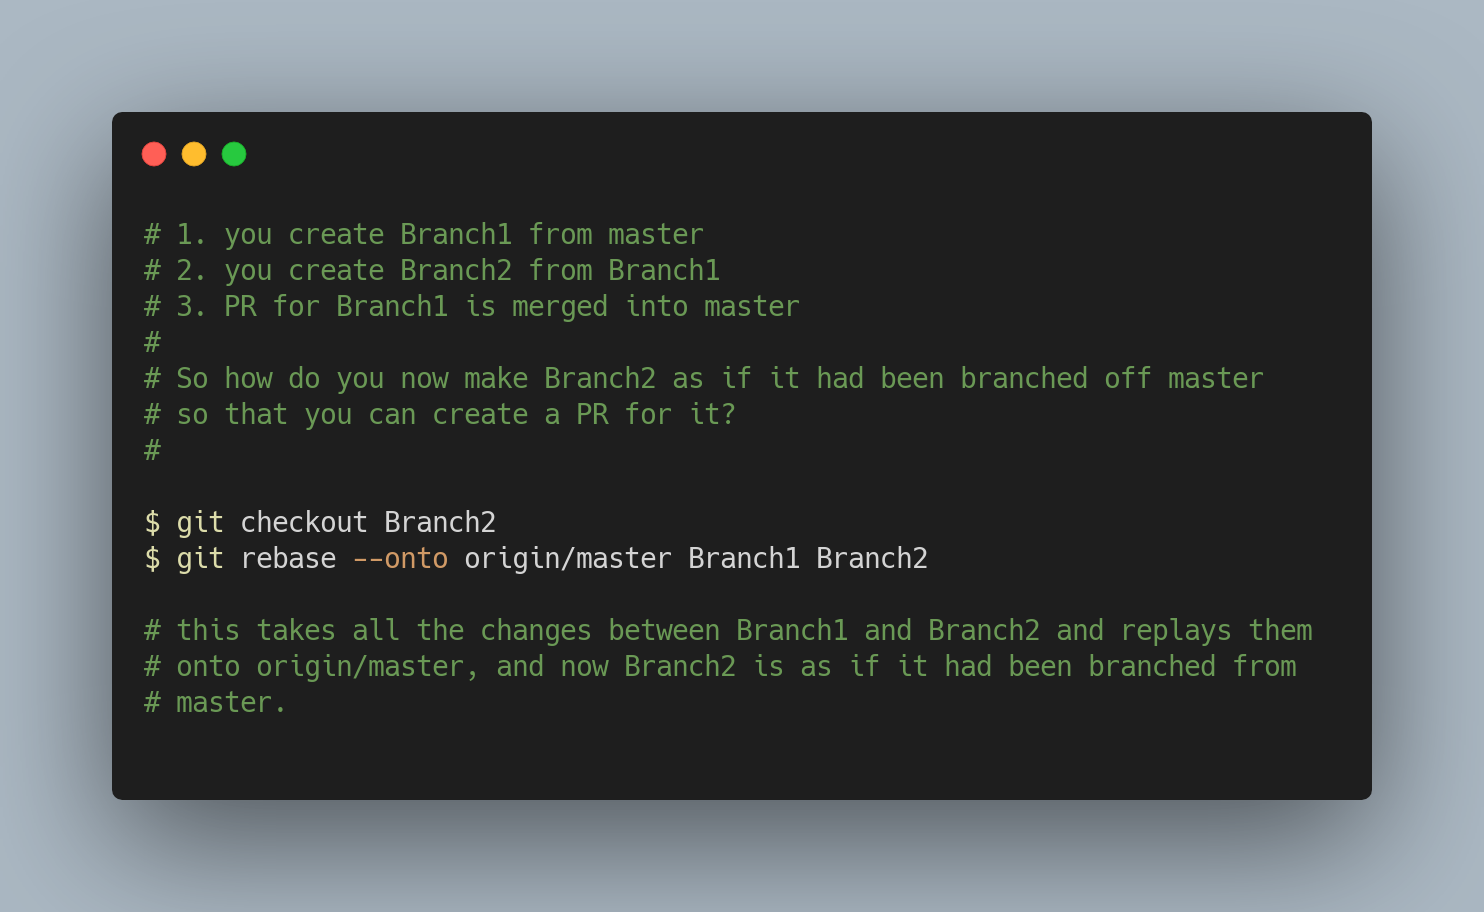 # 1. you create Branch1 from master
# 2. you create Branch2 from Branch1
# 3. PR for Branch1 is merged into master
#
# So how do you now make Branch2 as if it had been branched off master
# so that you can create a PR for it?
#
$ git checkout Branch2
$ git rebase --onto origin/master Branch1 Branch2
# this takes all the changes between Branch1 and Branch2 and replays them
# onto origin/master, and now Branch2 is as if it had been branched from
# master.